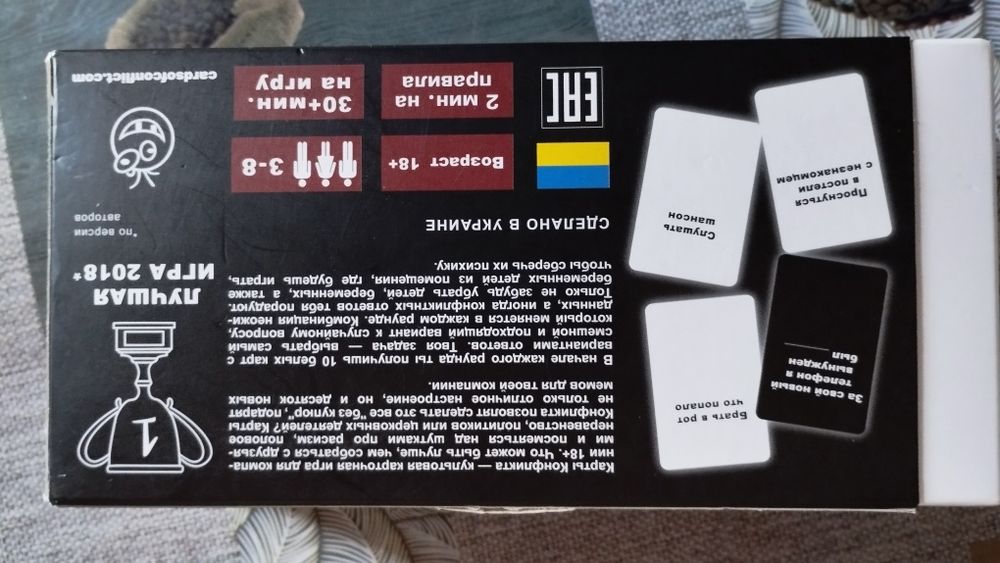 Карты Конфликта — культовая карточная игра для компа-
нии 18+. Что может быть лучше, чем собраться с друзья-
ми и посмеяться над шутками про расизм, половое
неравенство, политиков или церковных деятелей? Карты
Конфликта позволят сделать это все "без купюр", подарят
не только отличное настроение, но и десяток новых
мемов для твоей компании.
В начале каждого раунда ты получишь 10 белых карт с
вариантами ответов. Твоя задача — выбрать самый
смешной и подходящий вариант к случайному вопросу,
который меняется в каждом раунде. Комбинация неожи-
данных, а иногда конфликтных ответов тебя порадуют.
Только не забудь убрать детей, беременных, а также
беременных детей из помещения, где будешь играть,
чтобы сберечь их психику.
СДЕЛАНО В УКРАИНЕ
Возраст 18+
3-8
2 мин. на
правила
30+мин.
на игру
EAC
1
ЛУЧШАЯ
ИГРА 2018*
*по версии
авторов
cardsofconflict.com
За свой новый
телефон я
вынужден
был ______
Брать в рот
что попало
Проснуться
в постели
с незнакомцем
Слушать
шансон